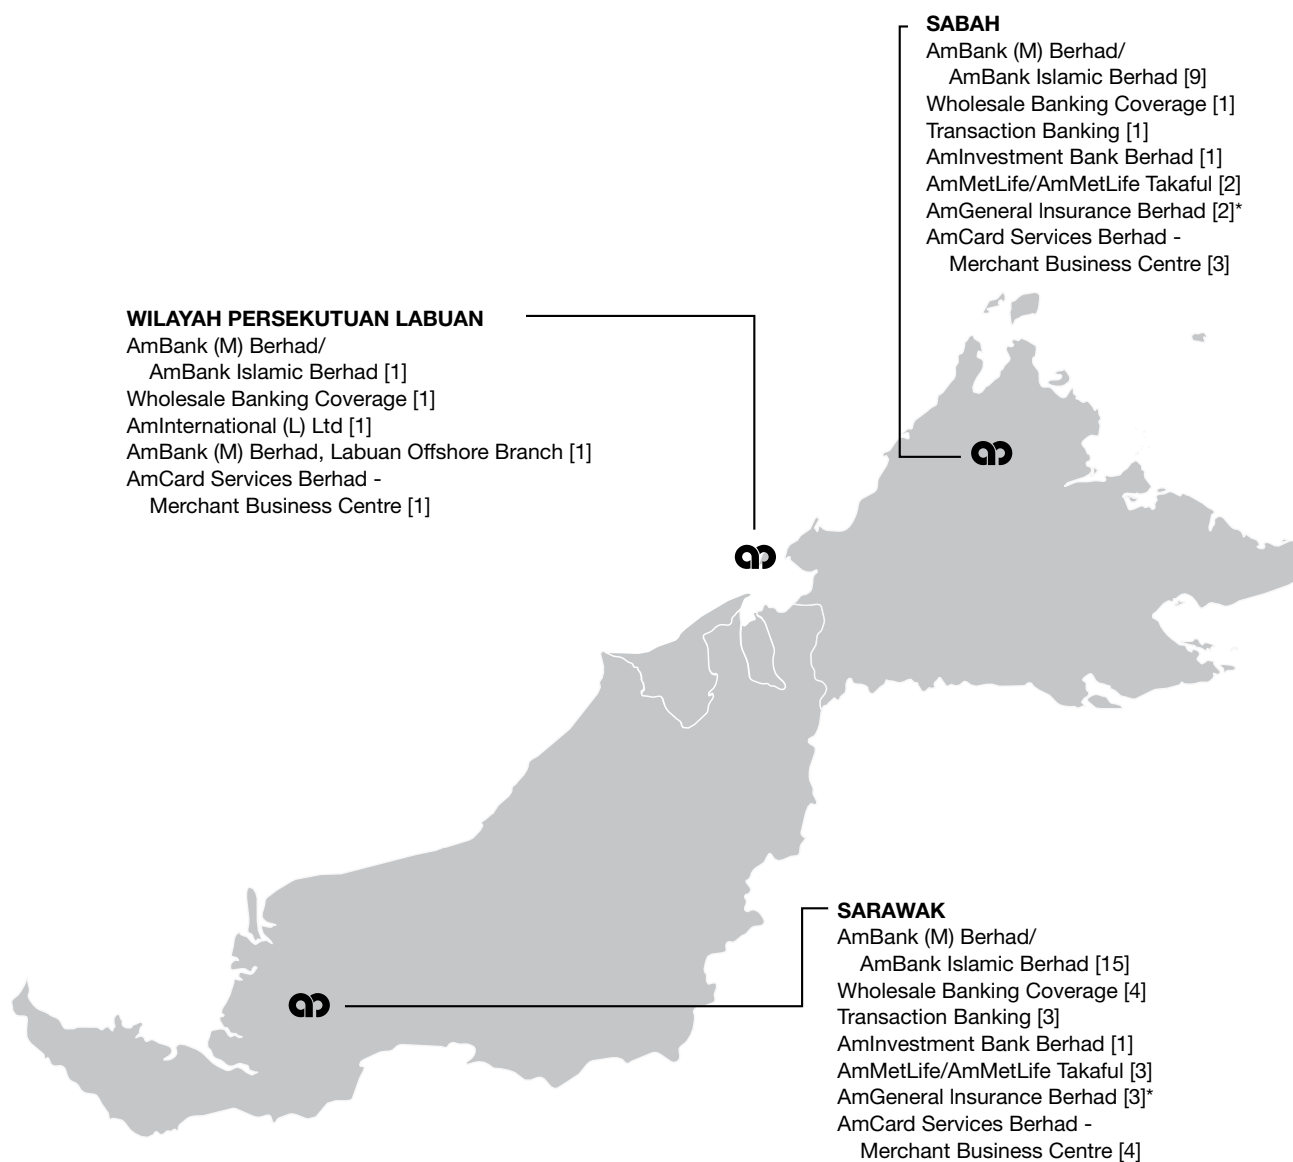 SABAH
AmBank (M) Berhad/
AmBank Islamic Berhad [9]
Wholesale Banking Coverage [1]
Transaction Banking [1]
AmInvestment Bank Berhad [1]
AmMetLife/AmMetLife Takaful [2]
AmGeneral Insurance Berhad [2]*
AmCard Services Berhad -
Merchant Business Centre [3]
WILAYAH PERSEKUTUAN LABUAN
AmBank (M) Berhad/
AmBank Islamic Berhad [1]
Wholesale Banking Coverage [1]
AmInternational (L) Ltd [1]
AmBank (M) Berhad, Labuan Offshore Branch [1]
AmCard Services Berhad -
Merchant Business Centre [1]
SARAWAK
AmBank (M) Berhad/
AmBank Islamic Berhad [15]
Wholesale Banking Coverage [4]
Transaction Banking [3]
AmInvestment Bank Berhad [1]
AmMetLife/AmMetLife Takaful [3]
AmGeneral Insurance Berhad [3]*
AmCard Services Berhad -
Merchant Business Centre [4]